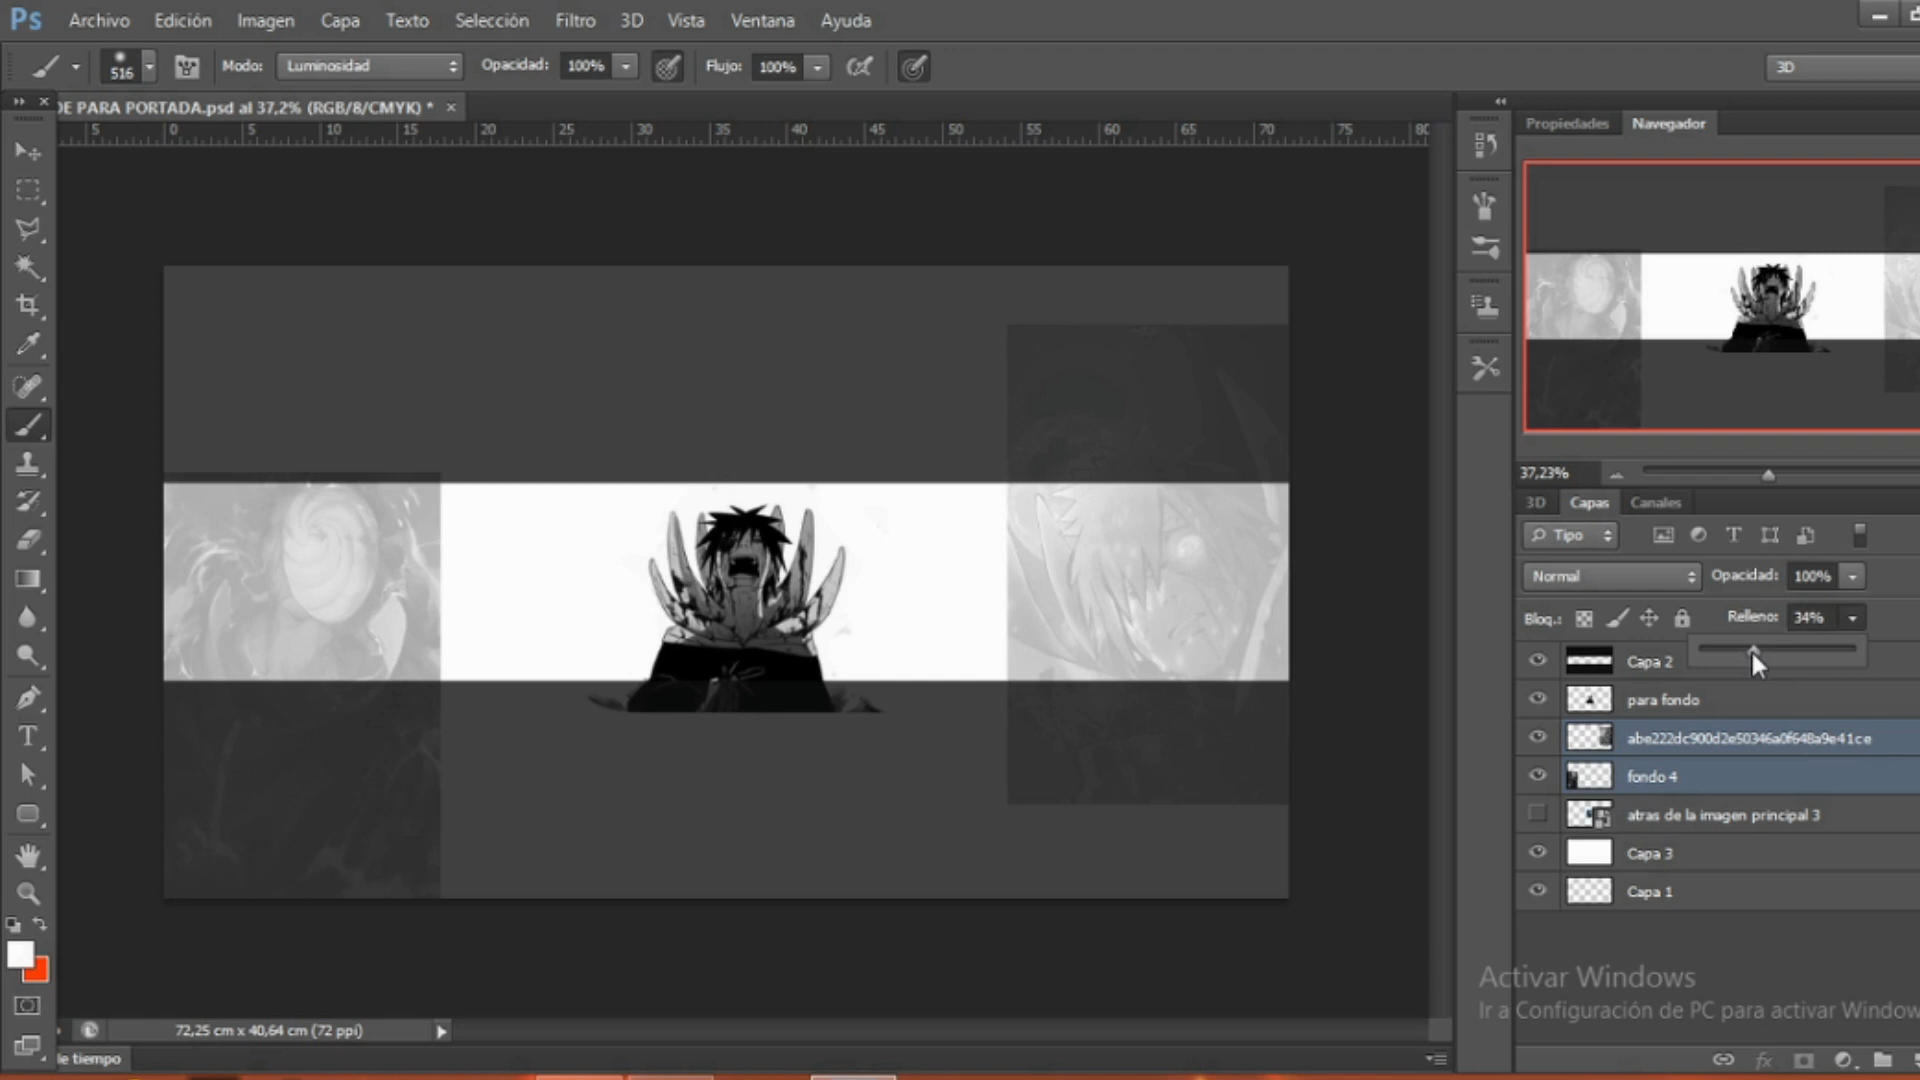 Ps Archivo Edición Imagen Capa Texto Selección Filtro 3D Vista Ventana Ayuda
516 Modo: Luminosidad Opacidad: 100% Flujo: 100% 3D
DE PARA PORTADA.psd al 37,2% (RGB/8/CMYK) * ×
5 0 5 10 15 20 25 30 35 40 45 50 55 60 65 70 75 80
Propiedades Navegador
37,23%
3D Capas Canales
Tipo
Normal Opacidad: 100%
Bloq.: Relleno: 34%
Capa 2
para fondo
abe222dc900d2e50346a0f648a9e41ce
fondo 4
atras de la imagen principal 3
Capa 3
Capa 1
Activar Windows
Ir a Configuración de PC para activar Window
72,25 cm x 40,64 cm (72 ppi)
le tiempo
fx